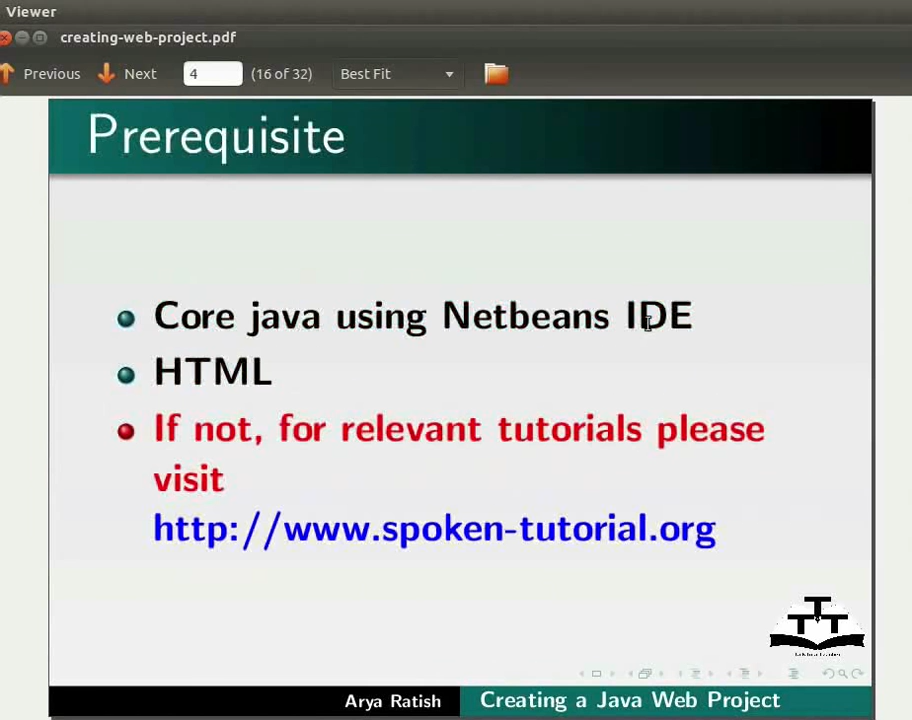 Viewer
creating-web-project.pdf
Previous Next 4 (16 of 32) Best Fit
Prerequisite
Core java using Netbeans IDE
HTML
If not, for relevant tutorials please
visit
http://www.spoken-tutorial.org
TTT
Arya Ratish Creating a Java Web Project